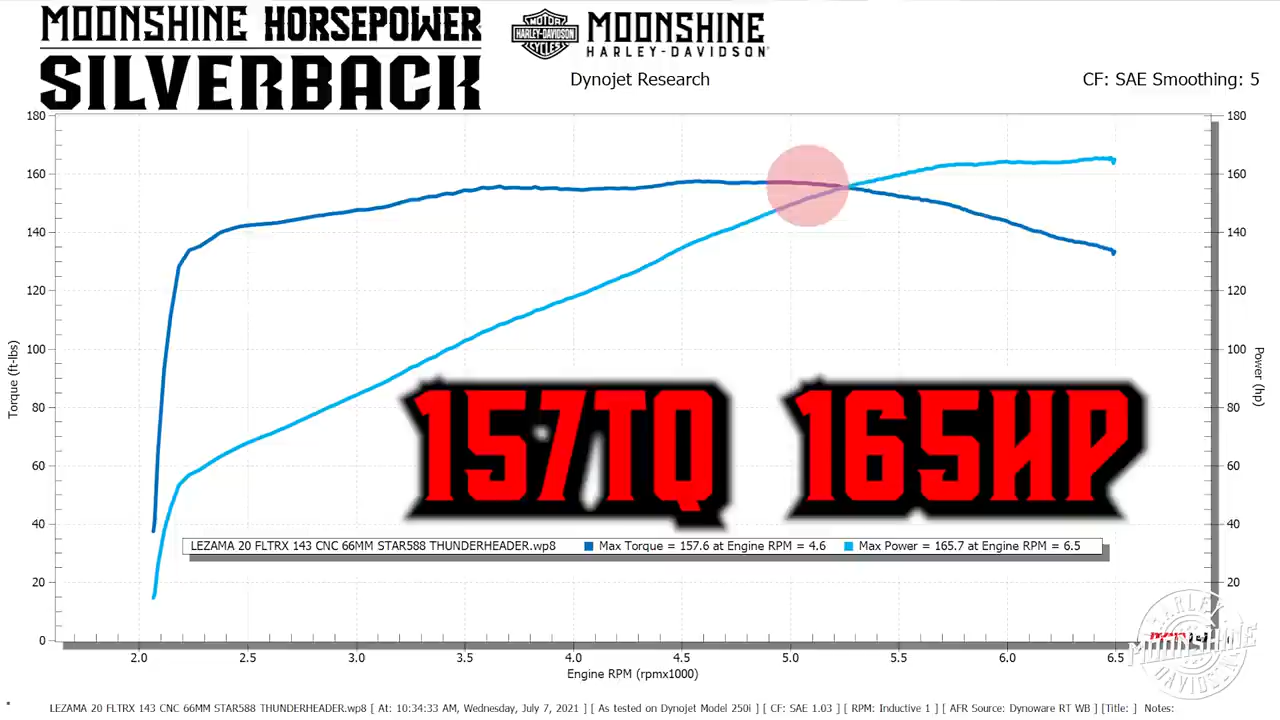 MOONSHINE HORSEPOWER
SILVERBACK
MOTOR
HARLEY-DAVIDSON
CYCLES
MOONSHINE
HARLEY-DAVIDSON
Dynojet Research
CF: SAE Smoothing: 5
180
160
140
120
100
80
60
40
20
0
Torque (ft-lbs)
180
160
140
120
100
80
60
40
20
Power (hp)
157TQ 165HP
LEZAMA 20 FLTRX 143 CNC 66MM STAR588 THUNDERHEADER.wp8 Max Torque = 157.6 at Engine RPM = 4.6 Max Power = 165.7 at Engine RPM = 6.5
2.0 2.5 3.0 3.5 4.0 4.5 5.0 5.5 6.0 6.5
Engine RPM (rpmx1000)
HARLEY
MOONSHINE
DAVIDSON
LEZAMA 20 FLTRX 143 CNC 66MM STAR588 THUNDERHEADER.wp8 [ At: 10:34:33 AM, Wednesday, July 7, 2021 ] [ As tested on Dynojet Model 250i ] [ CF: SAE 1.03 ] [ RPM: Inductive 1 ] [ AFR Source: Dynoware RT WB ] [Title: ] Notes: